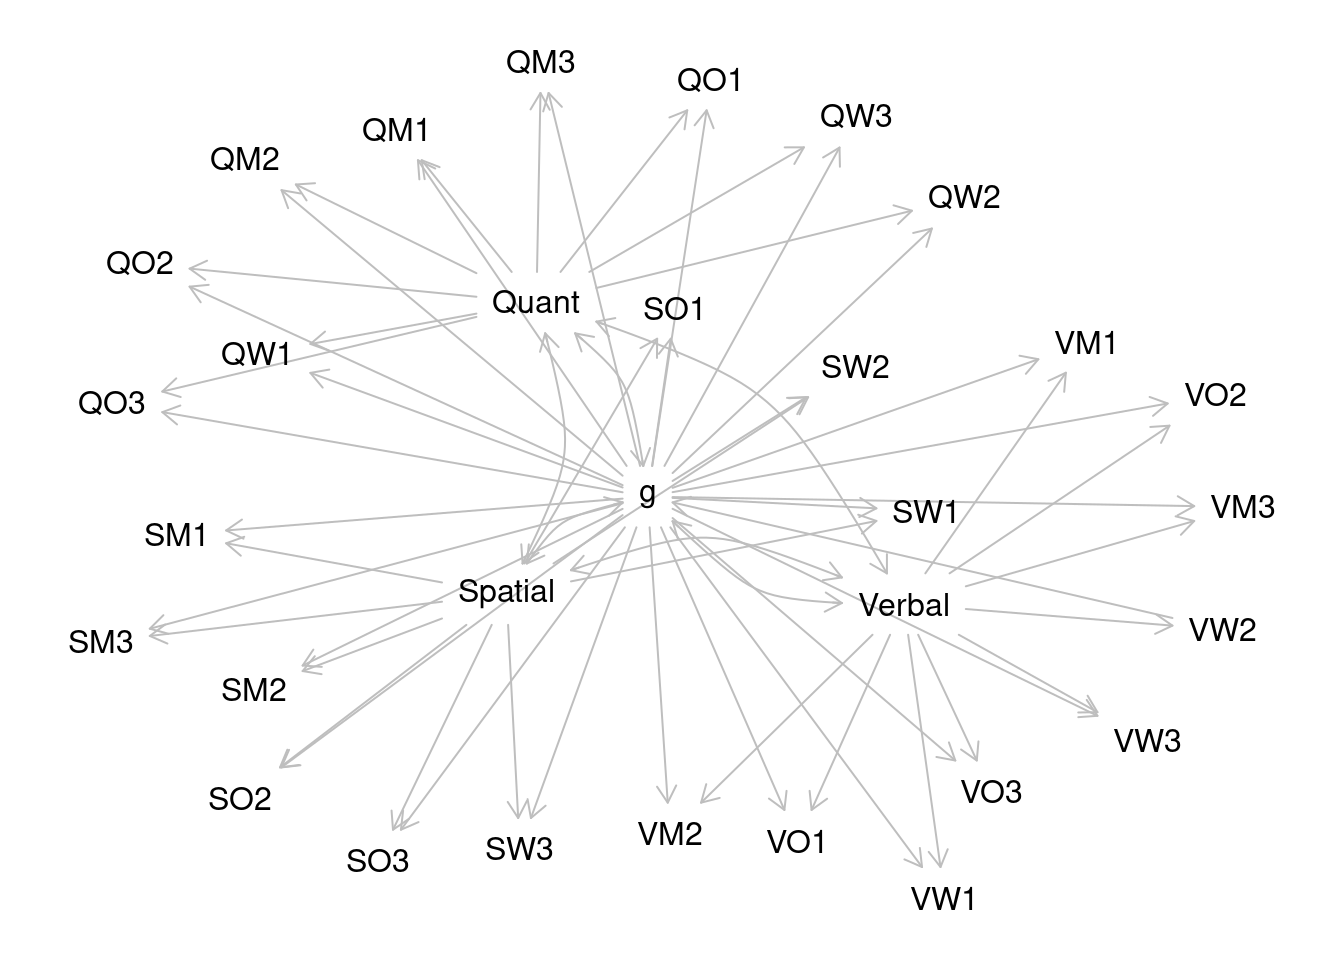 QM3
QO1
QW3
QM1
QM2
QW2
QO2
Quant
SO1
VM1
QW1
SW2
VO2
QO3
g
VM3
SW1
SM1
Spatial
Verbal
VW2
SM3
SM2
VW3
VO3
SO2
VM2
VO1
SW3
SO3
VW1